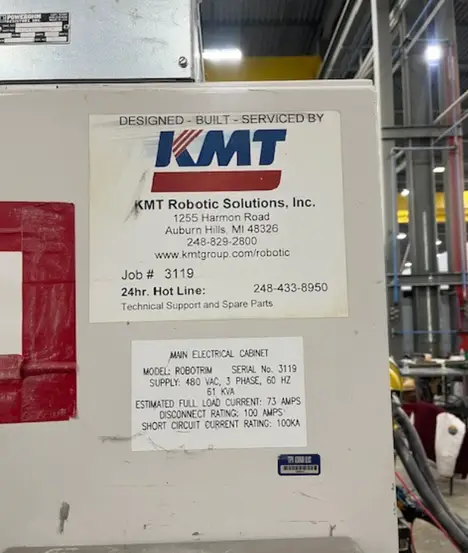 POWEROHM
DESIGNED - BUILT - SERVICED BY
KMT
KMT Robotic Solutions, Inc.
1255 Harmon Road
Auburn Hills, MI 48326
248-829-2800
www.kmtgroup.com/robotic
Job # 3119
24hr. Hot Line: 248-433-8950
Technical Support and Spare Parts
MAIN ELECTRICAL CABINET
MODEL: ROBOTRIM SERIAL No. 3119
SUPPLY: 480 VAC, 3 PHASE, 60 HZ
61 KVA
ESTIMATED FULL LOAD CURRENT: 73 AMPS
DISCONNECT RATING: 100 AMPS
SHORT CIRCUIT CURRENT RATING: 100KA